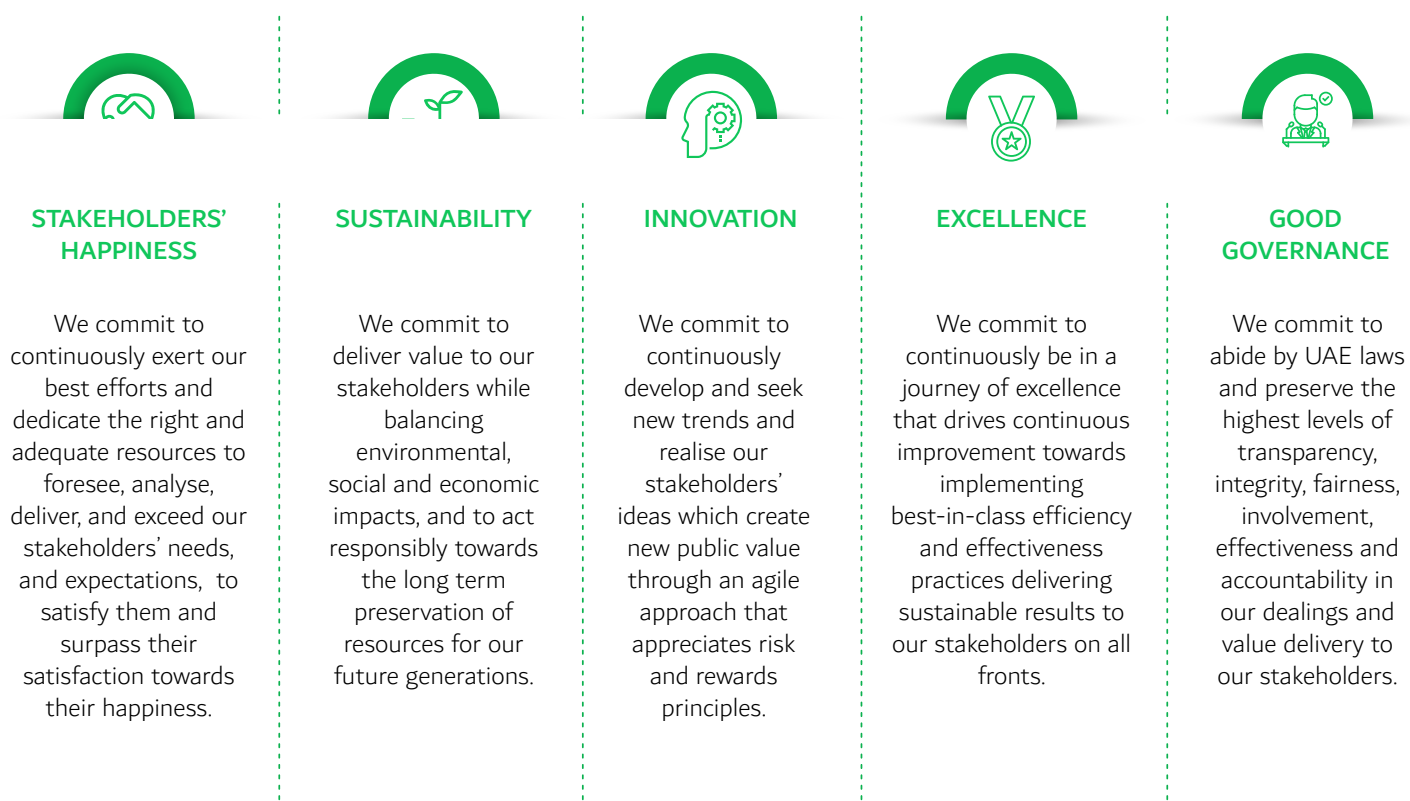 STAKEHOLDERS’
HAPPINESS
We commit to
continuously exert our
best efforts and
dedicate the right and
adequate resources to
foresee, analyse,
deliver, and exceed our
stakeholders’ needs,
and expectations,  to
satisfy them and
surpass their
satisfaction towards
their happiness.
SUSTAINABILITY
We commit to
deliver value to our
stakeholders while
balancing
environmental,
social and economic
impacts, and to act
responsibly towards
the long term
preservation of
resources for our
future generations.
INNOVATION
We commit to
continuously
develop and seek
new trends and
realise our
stakeholders’
ideas which create
new public value
through an agile
approach that
appreciates risk
and rewards
principles.
EXCELLENCE
We commit to
continuously be in a
journey of excellence
that drives continuous
improvement towards
implementing
best-in-class efficiency
and effectiveness
practices delivering
sustainable results to
our stakeholders on all
fronts.
GOOD
GOVERNANCE
We commit to
abide by UAE laws
and preserve the
highest levels of
transparency,
integrity, fairness,
involvement,
effectiveness and
accountability in
our dealings and
value delivery to
our stakeholders.